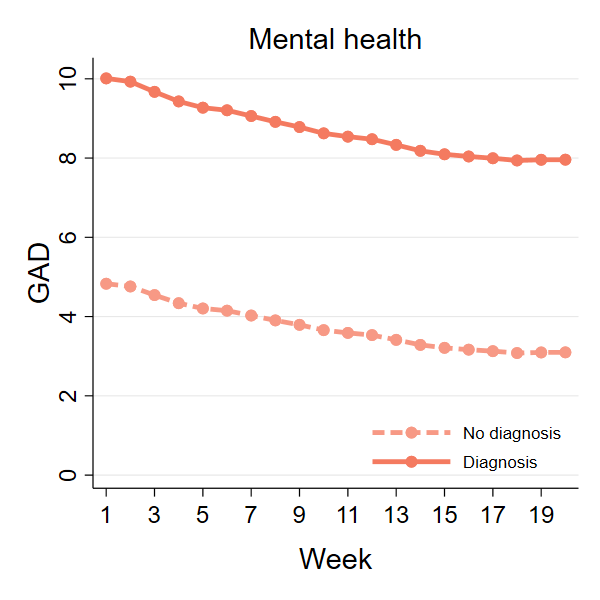 Mental health
GAD
10
8
6
4
2
0
No diagnosis
Diagnosis
1 3 5 7 9 11 13 15 17 19
Week